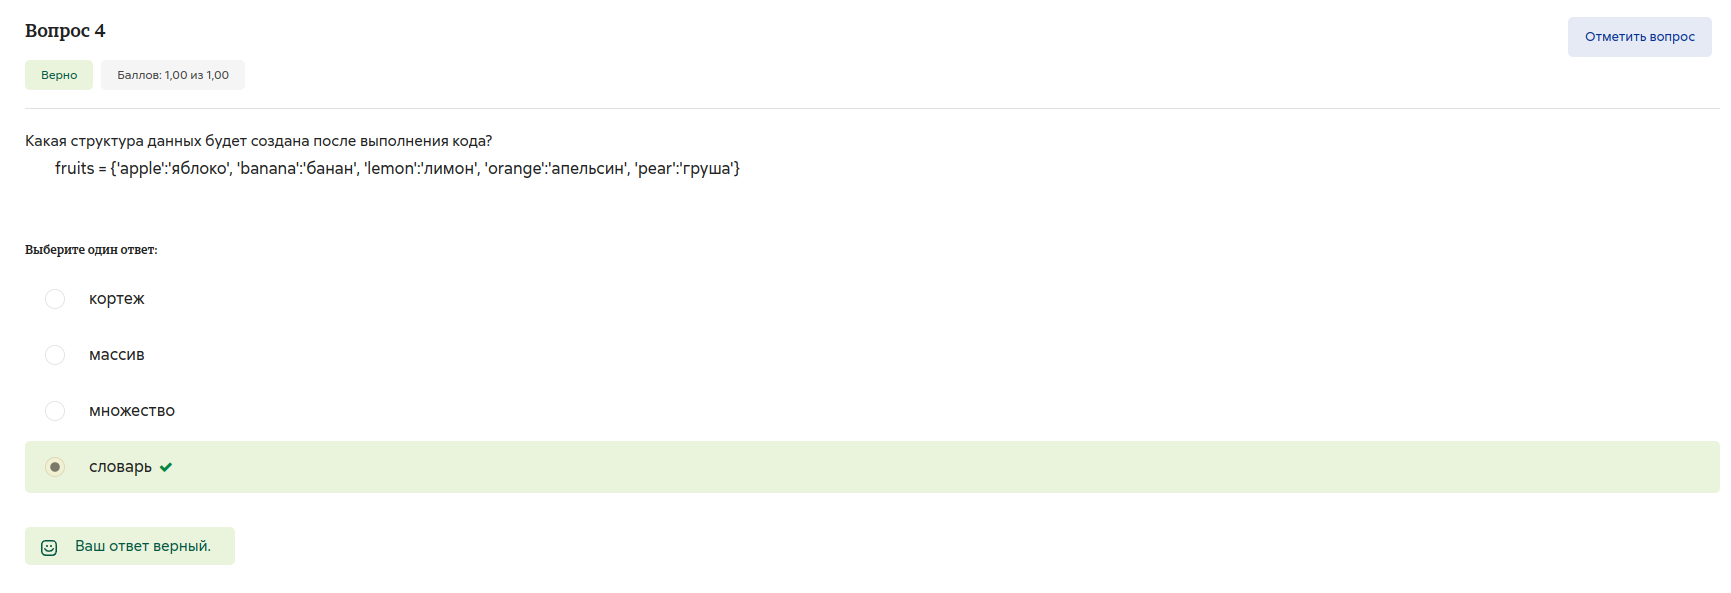 Вопрос 4
Отметить вопрос
Верно
Баллов: 1,00 из 1,00
Какая структура данных будет создана после выполнения кода?
fruits = {'apple':'яблоко', 'banana':'банан', 'lemon':'лимон', 'orange':'апельсин', 'pear':'груша'}
Выберите один ответ:
кортеж
массив
множество
словарь
Ваш ответ верный.